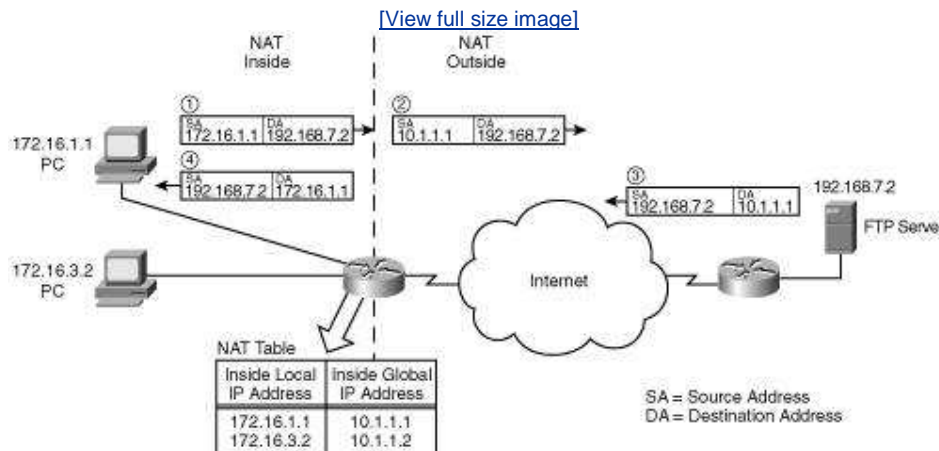 [View full size image]
NAT
Inside
NAT
Outside
①
SA DA
172.16.1.1 192.168.7.2
②
SA DA
10.1.1.1 192.168.7.2
172.16.1.1
PC
④
SA DA
192.168.7.2 172.16.1.1
③
SA DA
192.168.7.2 10.1.1.1
192.168.7.2
FTP Serve
172.16.3.2
PC
Internet
NAT Table
Inside Local
IP Address
Inside Global
IP Address
172.16.1.1 10.1.1.1
172.16.3.2 10.1.1.2
SA = Source Address
DA = Destination Address